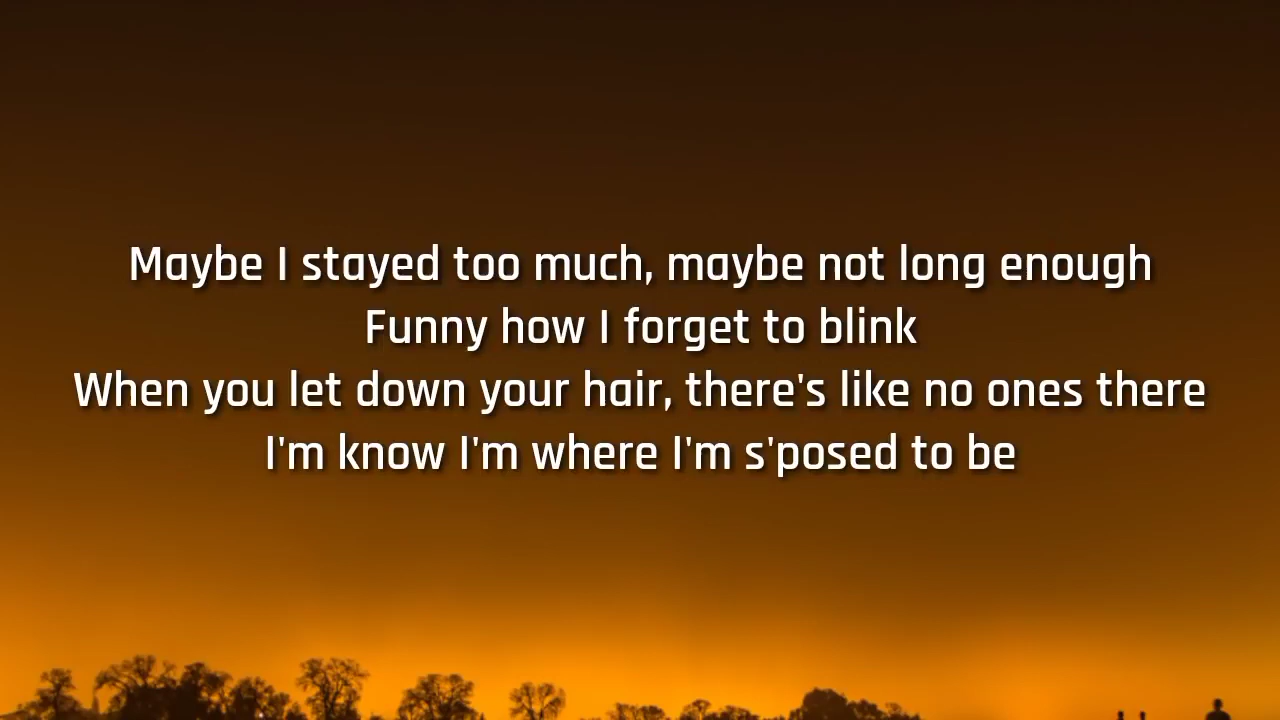 Maybe I stayed too much, maybe not long enough
Funny how I forget to blink
When you let down your hair, there's like no ones there
I'm know I'm where I'm s'posed to be